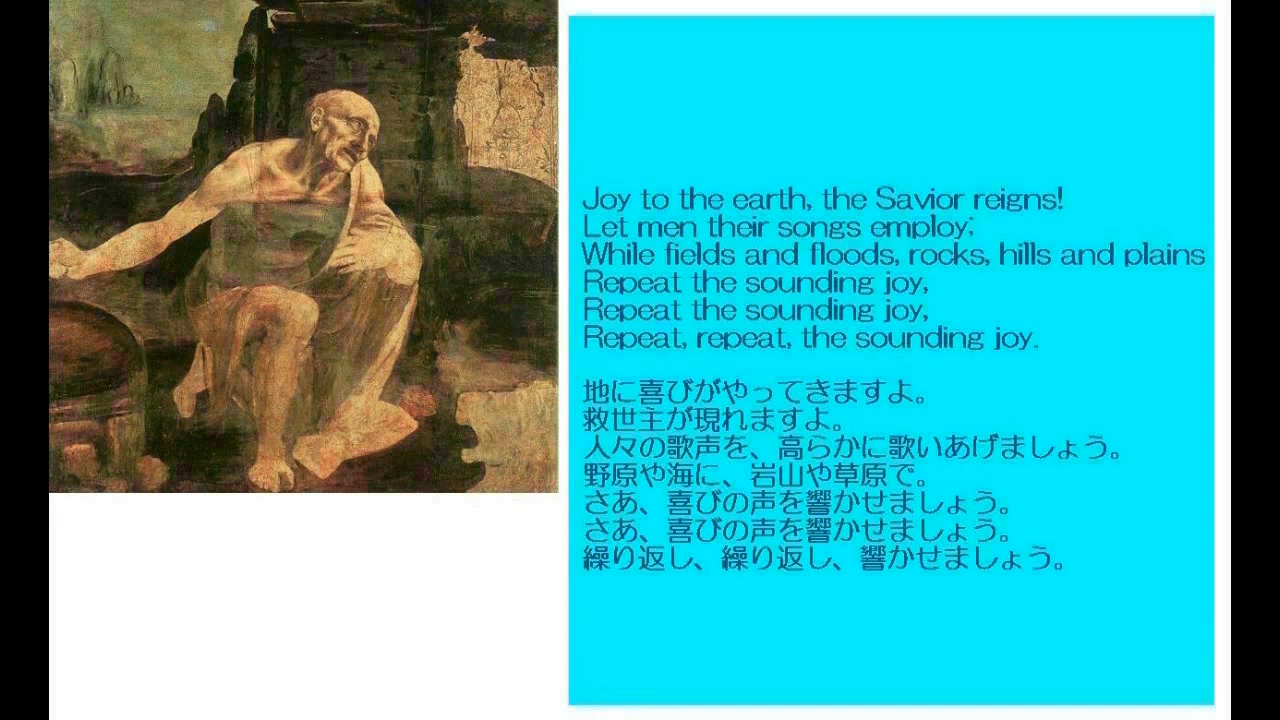 Joy to the earth, the Savior reigns!
Let men their songs employ;
While fields and floods, rocks, hills and plains
Repeat the sounding joy,
Repeat the sounding joy,
Repeat, repeat, the sounding joy.
地に喜びがやってきますよ。
救世主が現れますよ。
人々の歌声を、高らかに歌いあげましょう。
野原や海に、岩山や草原で。
さあ、喜びの声を響かせましょう。
さあ、喜びの声を響かせましょう。
繰り返し、繰り返し、響かせましょう。